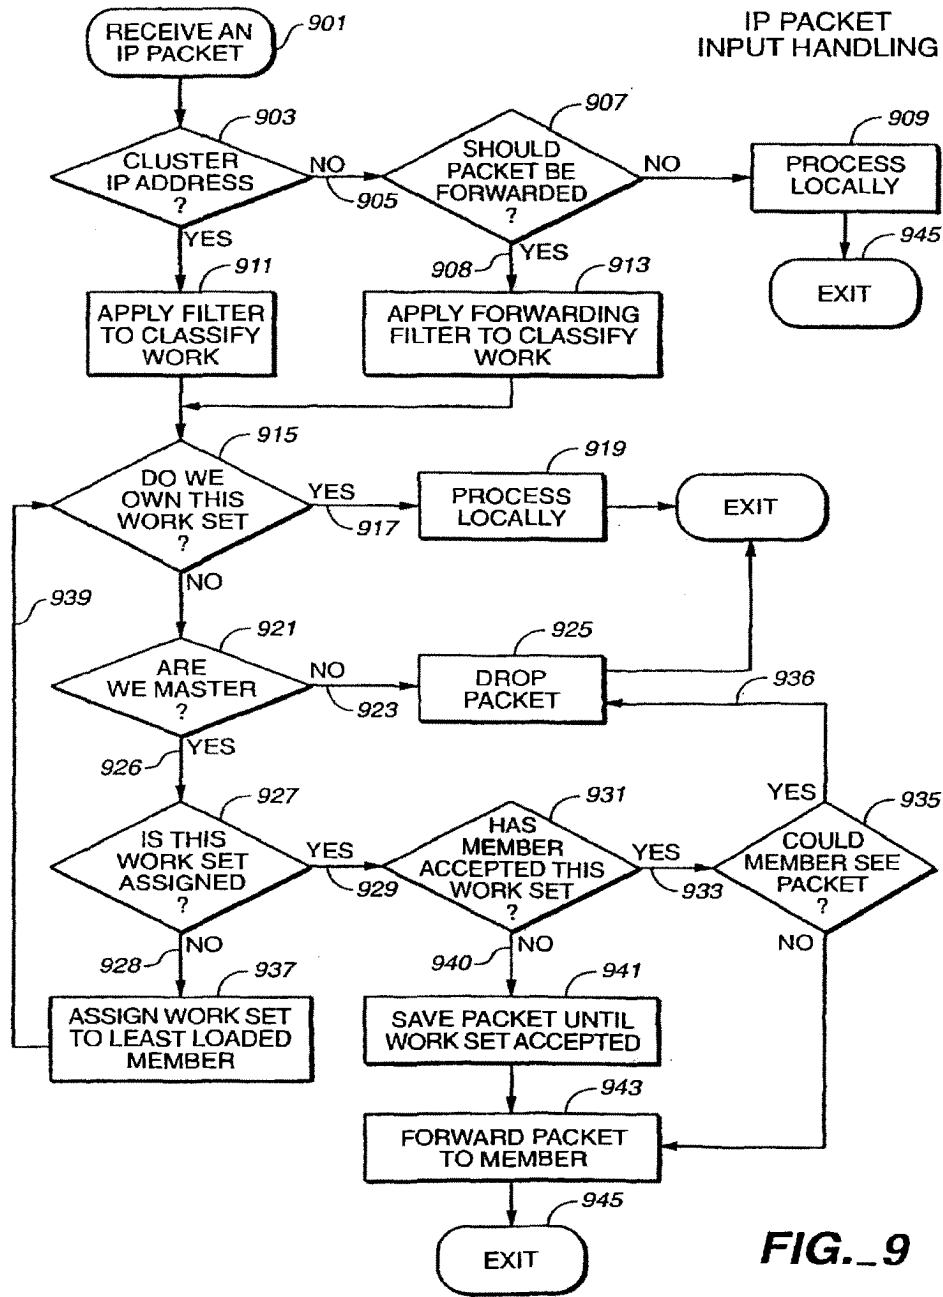 RECEIVE AN
IP PACKET
901
IP PACKET
INPUT HANDLING
903
CLUSTER
IP ADDRESS
?
NO
905
YES
907
SHOULD
PACKET BE
FORWARDED
?
NO
908
YES
909
PROCESS
LOCALLY
945
EXIT
911
APPLY FILTER
TO CLASSIFY
WORK
913
APPLY FORWARDING
FILTER TO CLASSIFY
WORK
915
DO WE
OWN THIS
WORK SET
?
YES
917
NO
919
PROCESS
LOCALLY
EXIT
939
921
ARE
WE MASTER
?
NO
923
926
YES
925
DROP
PACKET
936
927
IS THIS
WORK SET
ASSIGNED
?
YES
929
928
NO
931
HAS
MEMBER
ACCEPTED THIS
WORK SET
?
YES
933
940
NO
YES
935
COULD
MEMBER SEE
PACKET
?
NO
937
ASSIGN WORK SET
TO LEAST LOADED
MEMBER
941
SAVE PACKET UNTIL
WORK SET ACCEPTED
943
FORWARD PACKET
TO MEMBER
945
EXIT
FIG._9